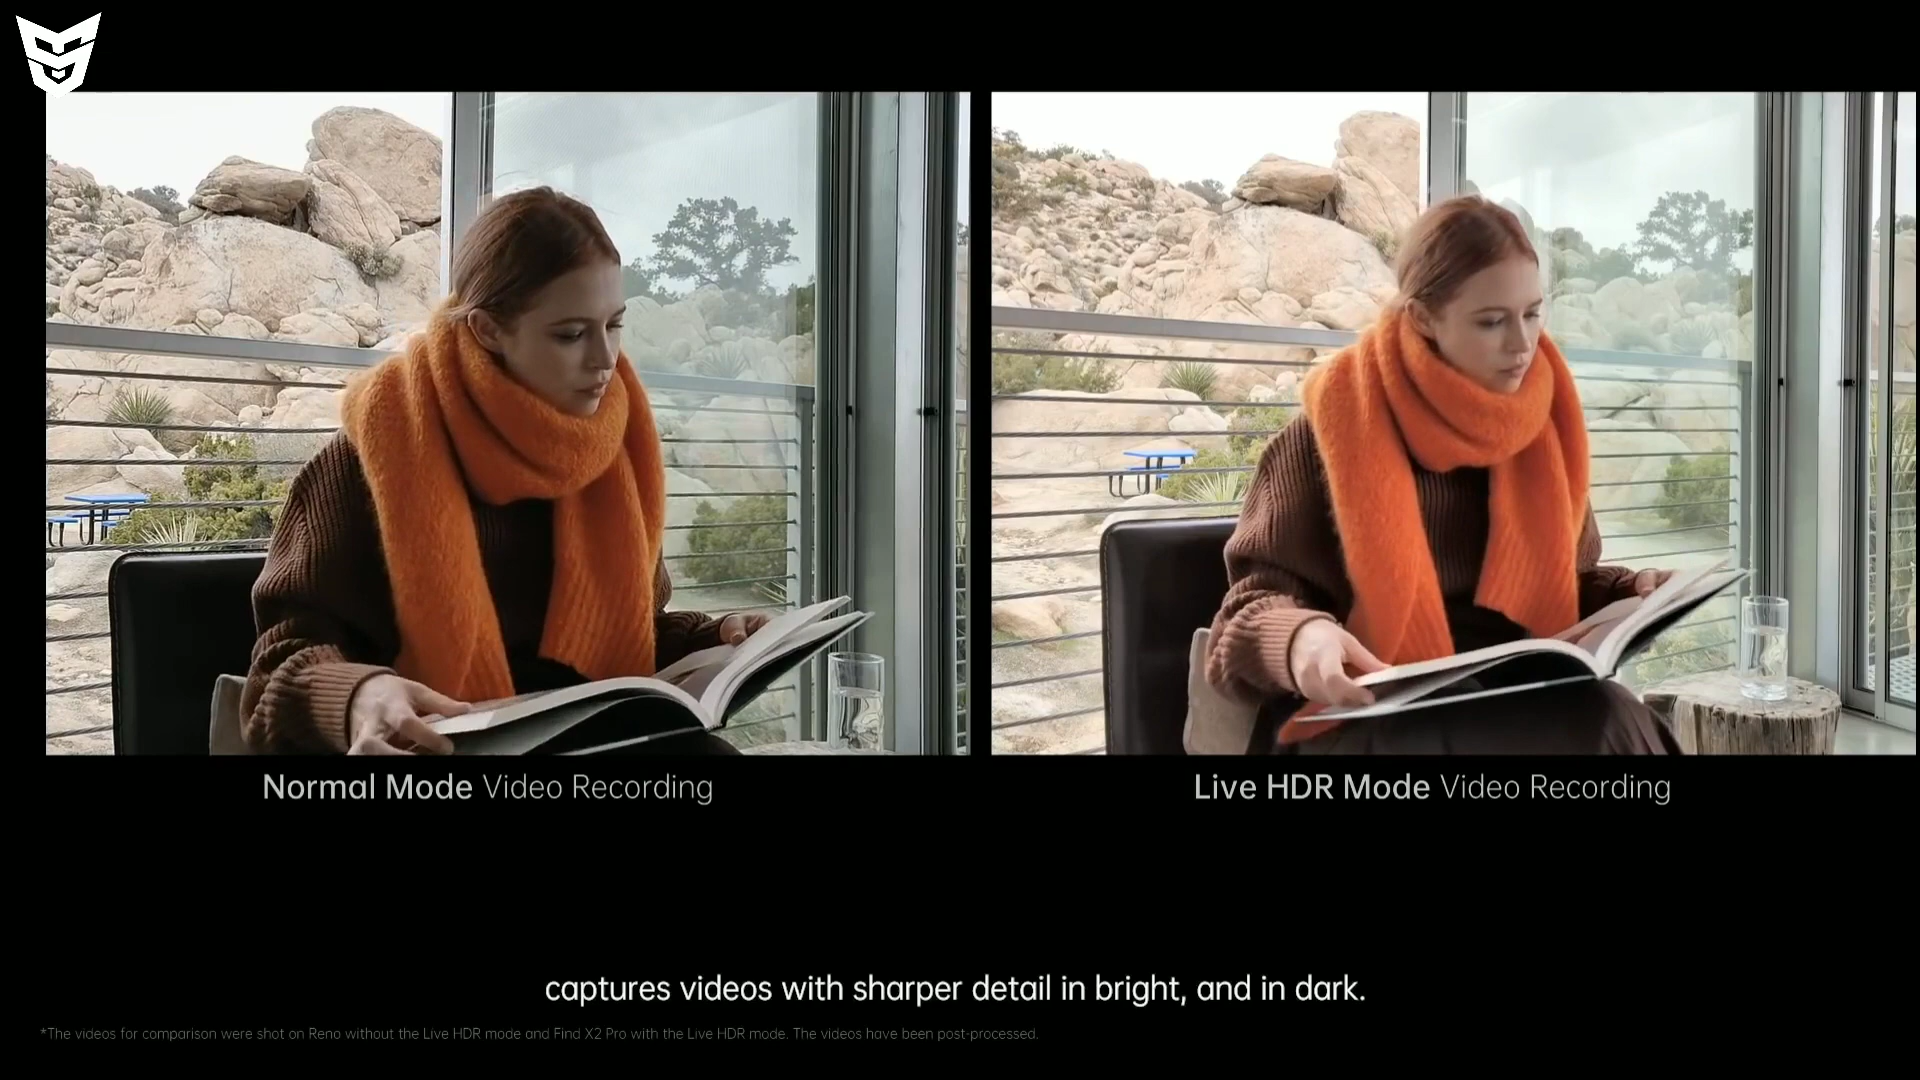 Normal Mode Video Recording
Live HDR Mode Video Recording
captures videos with sharper detail in bright, and in dark.
*The videos for comparison were shot on Reno without the Live HDR mode and Find X2 Pro with the Live HDR mode. The videos have been post-processed.